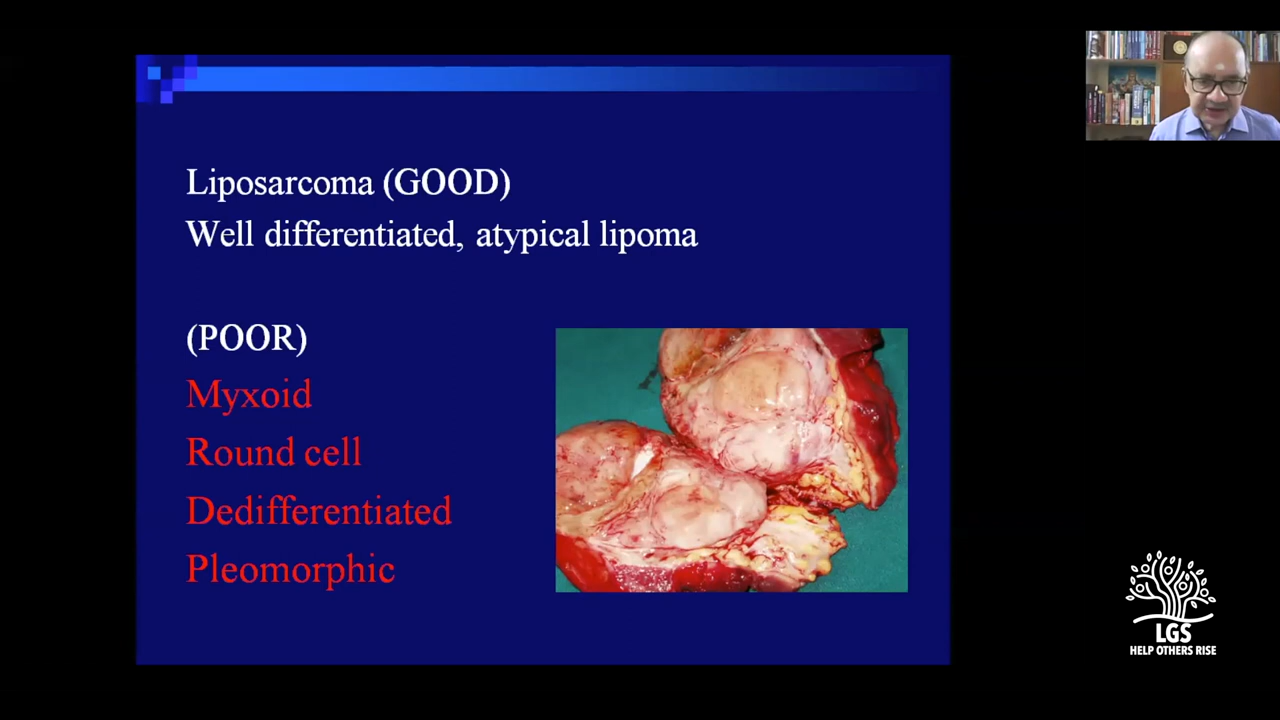 Liposarcoma (GOOD)
Well differentiated, atypical lipoma
(POOR)
Myxoid
Round cell
Dedifferentiated
Pleomorphic
LGS
HELP OTHERS RISE